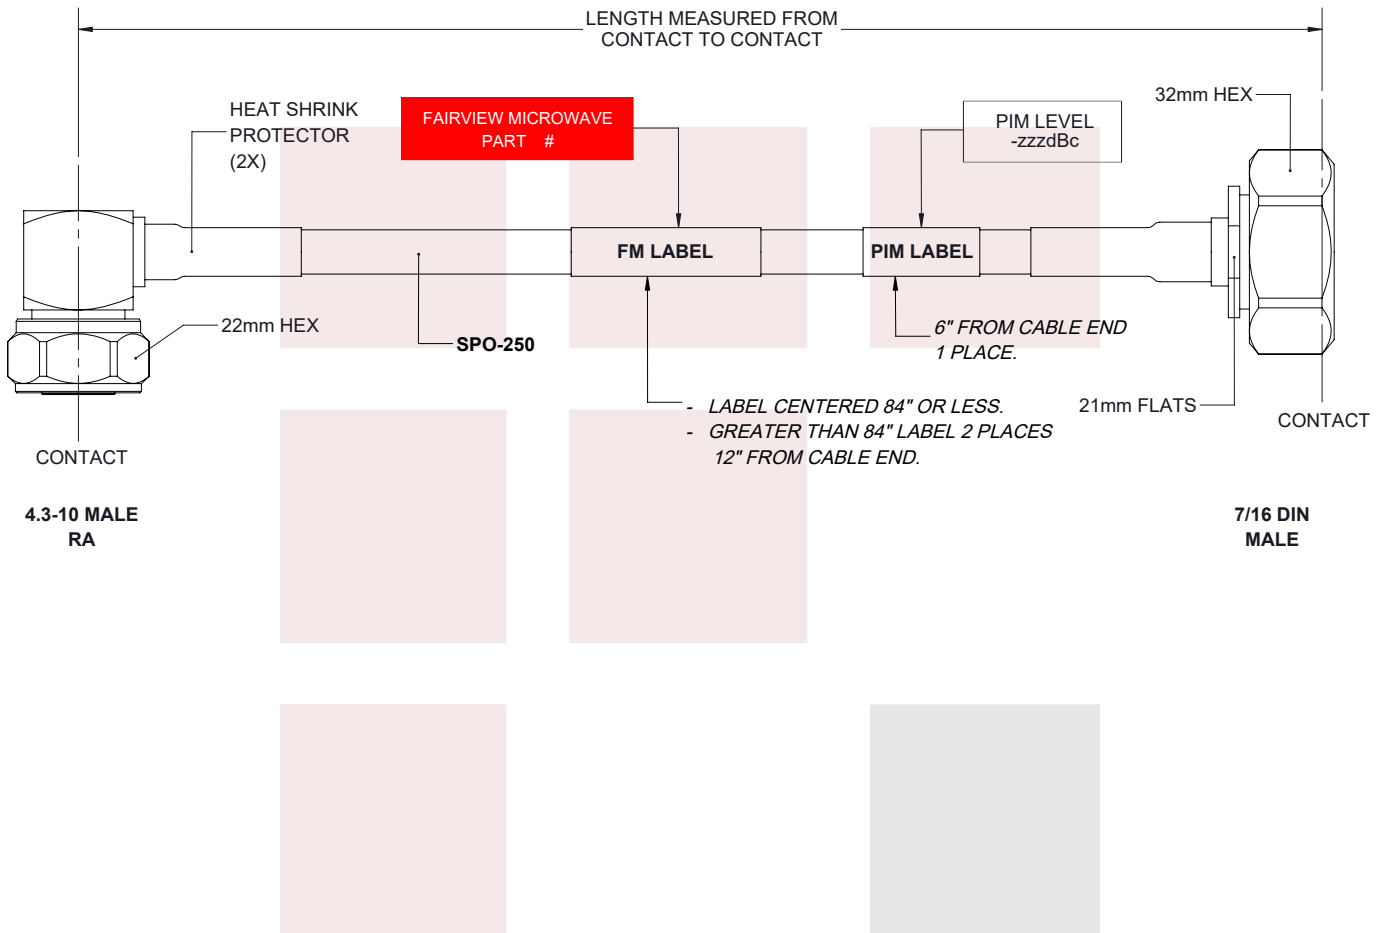 LENGTH MEASURED FROM
CONTACT TO CONTACT
HEAT SHRINK
PROTECTOR
(2X)
FAIRVIEW MICROWAVE
PART #
PIM LEVEL
-zzzdBc
32mm HEX
FM LABEL
PIM LABEL
22mm HEX
SPO-250
6" FROM CABLE END
1 PLACE.
- LABEL CENTERED 84" OR LESS.
- GREATER THAN 84" LABEL 2 PLACES
12" FROM CABLE END.
21mm FLATS
CONTACT
CONTACT
4.3-10 MALE
RA
7/16 DIN
MALE